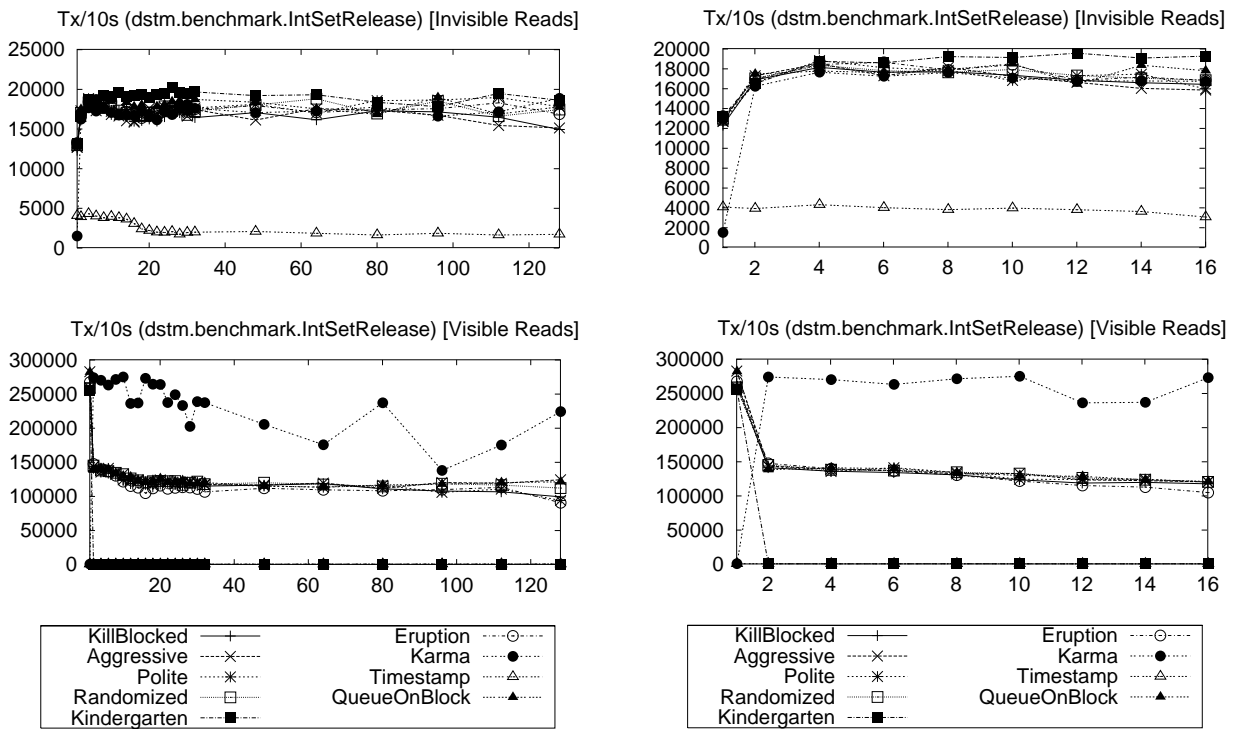 Tx/10s (dstm.benchmark.IntSetRelease) [Invisible Reads]
25000
20000
15000
10000
5000
0
20 40 60 80 100 120
Tx/10s (dstm.benchmark.IntSetRelease) [Invisible Reads]
20000
18000
16000
14000
12000
10000
8000
6000
4000
2000
0
2 4 6 8 10 12 14 16
Tx/10s (dstm.benchmark.IntSetRelease) [Visible Reads]
300000
250000
200000
150000
100000
50000
0
20 40 60 80 100 120
Tx/10s (dstm.benchmark.IntSetRelease) [Visible Reads]
300000
250000
200000
150000
100000
50000
0
2 4 6 8 10 12 14 16
KillBlocked
Aggressive
Polite
Randomized
Kindergarten
Eruption
Karma
Timestamp
QueueOnBlock
KillBlocked
Aggressive
Polite
Randomized
Kindergarten
Eruption
Karma
Timestamp
QueueOnBlock